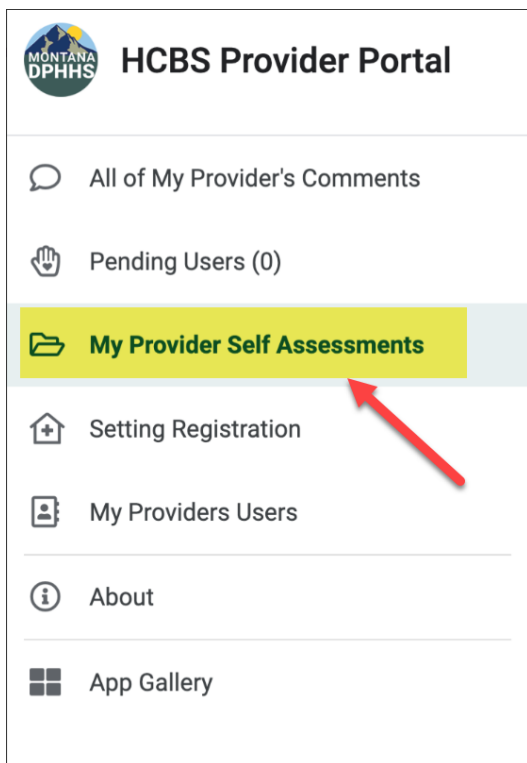 MONTANA
DPHHS
HCBS Provider Portal
All of My Provider's Comments
Pending Users (0)
My Provider Self Assessments
Setting Registration
My Providers Users
About
App Gallery